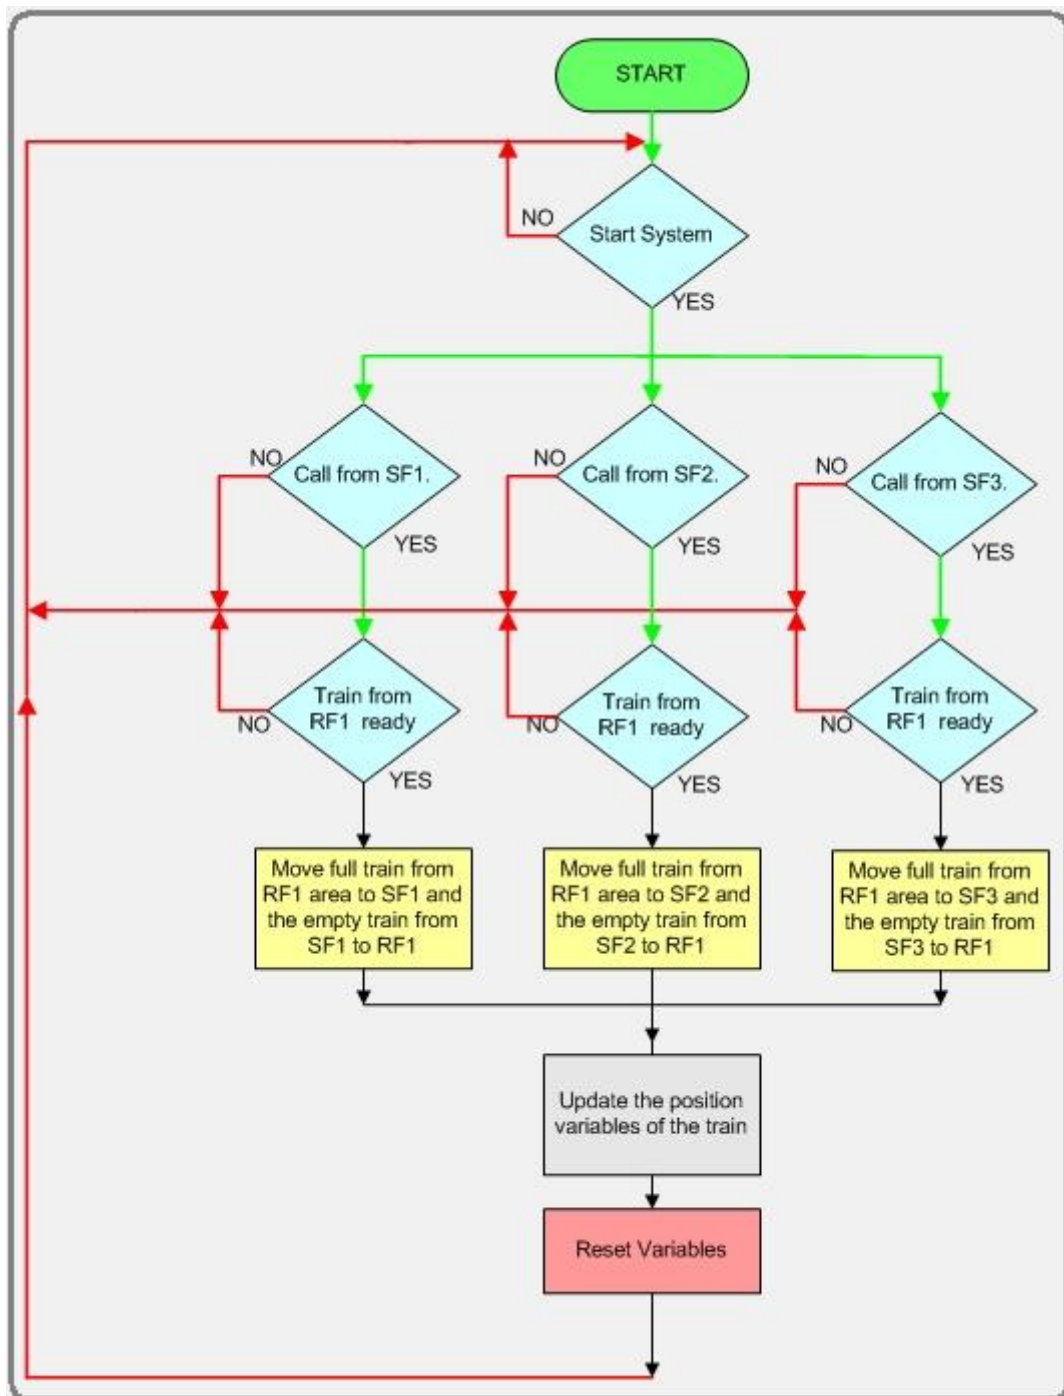 START
NO
Start System
YES
NO
Call from SF1.
YES
NO
Call from SF2.
YES
NO
Call from SF3.
YES
Train from
RF1 ready
NO
YES
Train from
RF1 ready
NO
YES
Train from
RF1 ready
NO
YES
Move full train from
RF1 area to SF1 and
the empty train from
SF1 to RF1
Move full train from
RF1 area to SF2 and
the empty train from
SF2 to RF1
Move full train from
RF1 area to SF3 and
the empty train from
SF3 to RF1
Update the position
variables of the train
Reset Variables